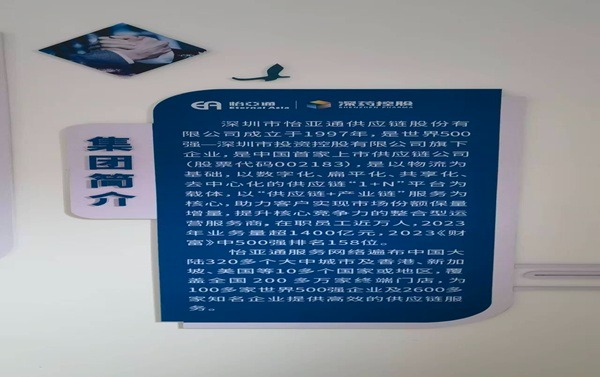 怡亚通
Eternal Asia
深药控股
集团简介
深圳市怡亚通供应链股份有
限公司成立于1997年，是世界500
强—深圳市投资控股有限公司旗下
企业，是中国首家上市供应链公司
(股票代码002183)，是以物流为
基础，以数字化、扁平化、共享化、
去中心化的供应链“1+N”平台为
载体，以“供应链+产业链”服务为
核心，助力客户实现市场份额保量
增量，提升核心竞争力的整合型运
营服务商，在职员工近万人，2023
年业务量超1400亿元，2023《财
富》中500强排名158位。
怡亚通服务网络遍布中国大
陆320多个大中城市及香港、新加
坡、美国等10多个国家或地区，覆
盖全国 200 多万家终端门店，为
100多家世界500强企业及2600多
家知名企业提供高效的供应链服
务。